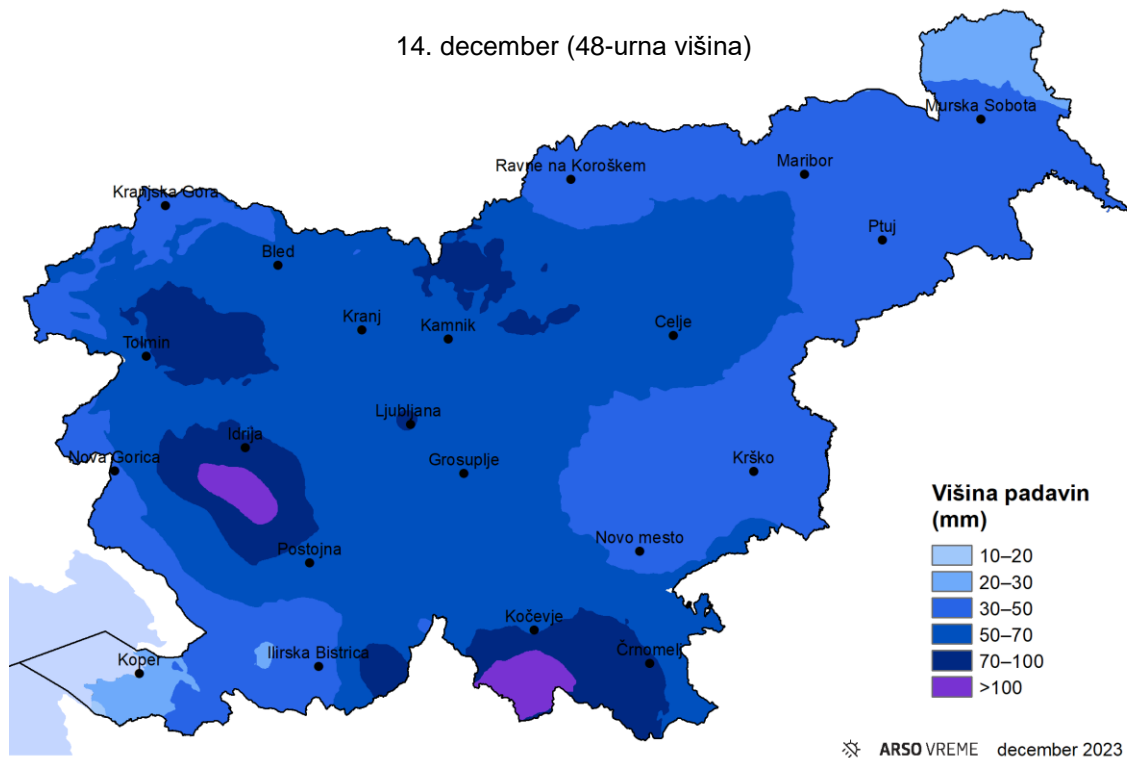 14. december (48-urna višina)
Murska Sobota
Ravne na Koroškem
Maribor
Kranjska Gora
Ptuj
Bled
Kranj
Kamnik
Celje
Tolmin
Ljubljana
Idrija
Nova Gorica
Grosuplje
Krško
Novo mesto
Postojna
Kočevje
Črnomelj
Koper
Ilirska Bistrica
Višina padavin
(mm)
10–20
20–30
30–50
50–70
70–100
>100
ARSO VREME december 2023